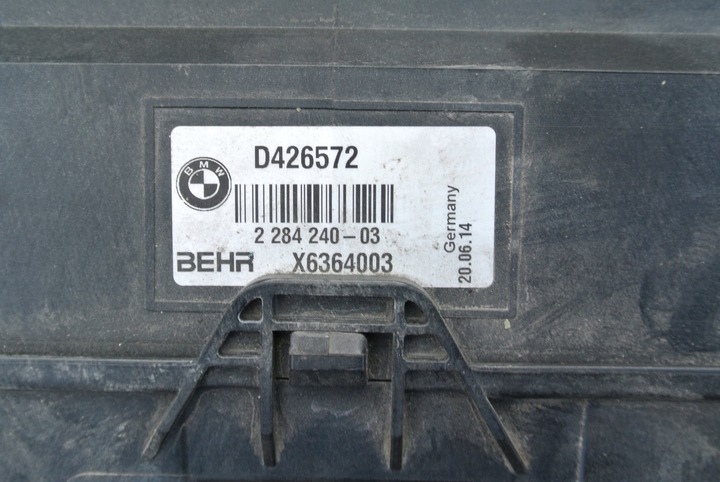 D426572
BMW
2 284 240-03
BEHR X6364003
Germany
20.06.14